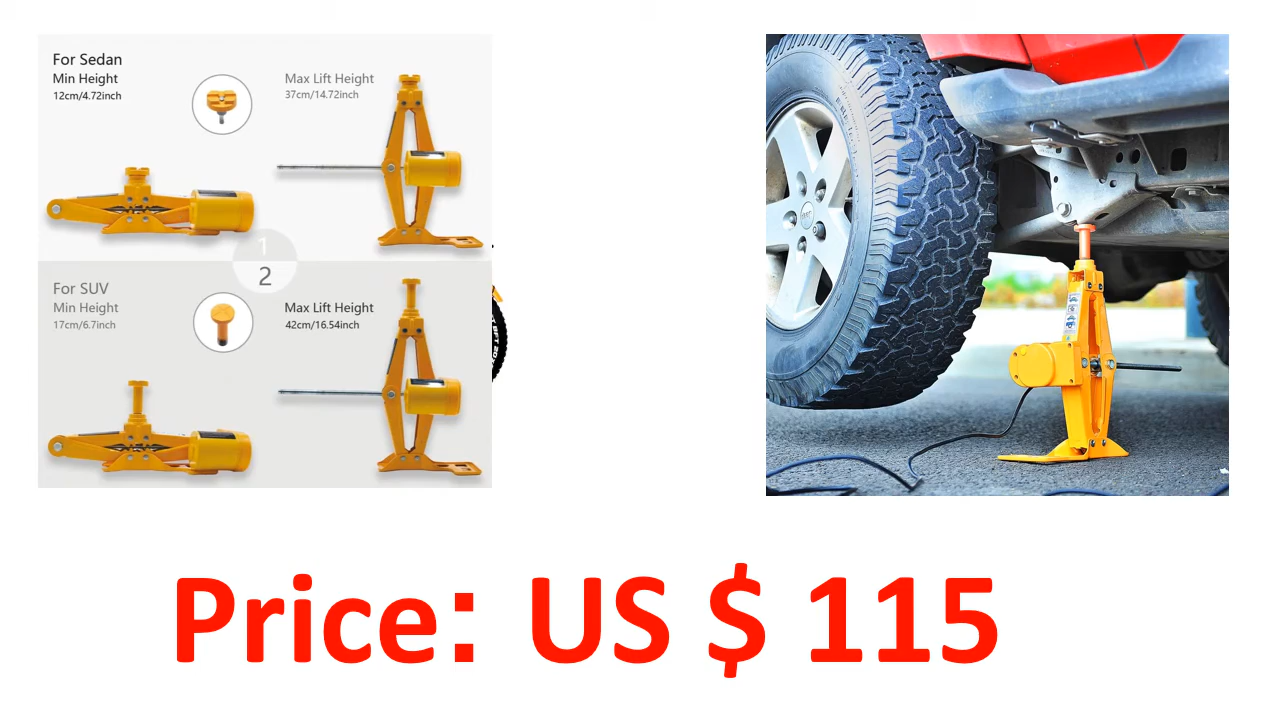 For Sedan
Min Height
12cm/4.72inch
Max Lift Height
37cm/14.72inch
1
2
For SUV
Min Height
17cm/6.7inch
Max Lift Height
42cm/16.54inch
Price: US $ 115